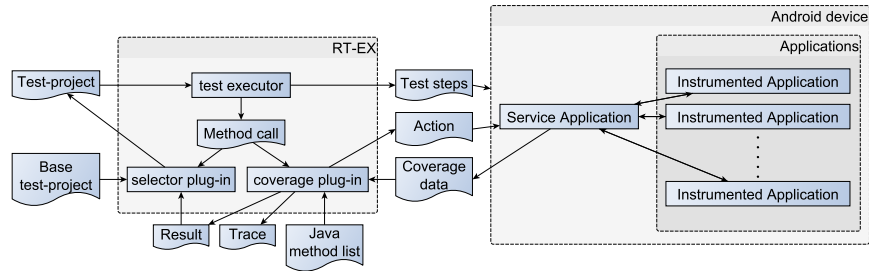 Android device
RT-EX
Applications
Test-project
test executor
Test steps
Instrumented Application
Method call
Action
Service Application
Instrumented Application
Base
test-project
selector plug-in
coverage plug-in
Coverage
data
Instrumented Application
Result
Trace
Java
method list